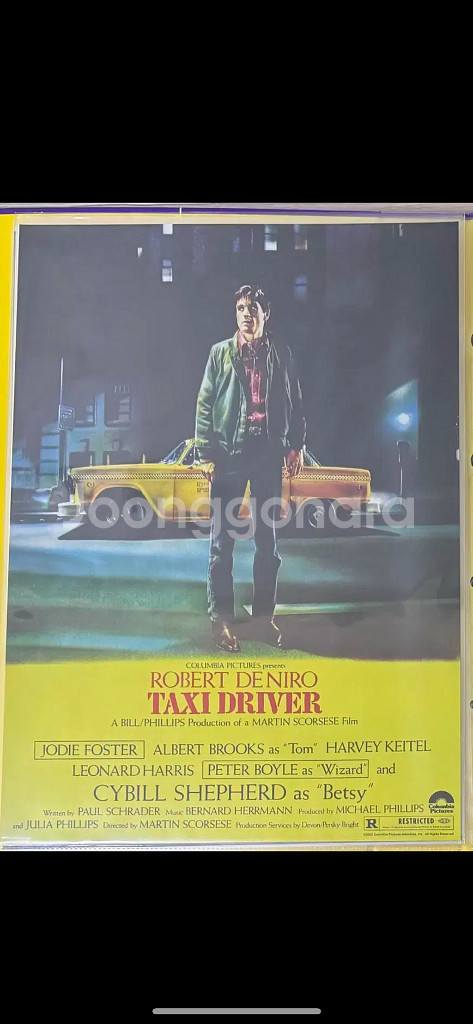 joonggonara
COLUMBIA PICTURES presents
ROBERT DE NIRO
TAXI DRIVER
A BILL/PHILLIPS Production of a MARTIN SCORSESE Film
JODIE FOSTER ALBERT BROOKS as "Tom" HARVEY KEITEL
LEONARD HARRIS PETER BOYLE as "Wizard" and
CYBILL SHEPHERD as "Betsy"
Written by PAUL SCHRADER Music BERNARD HERRMANN Produced by MICHAEL PHILLIPS
and JULIA PHILLIPS Directed by MARTIN SCORSESE Production Services by Devon/Persky-Bright
Columbia
Pictures
R RESTRICTED